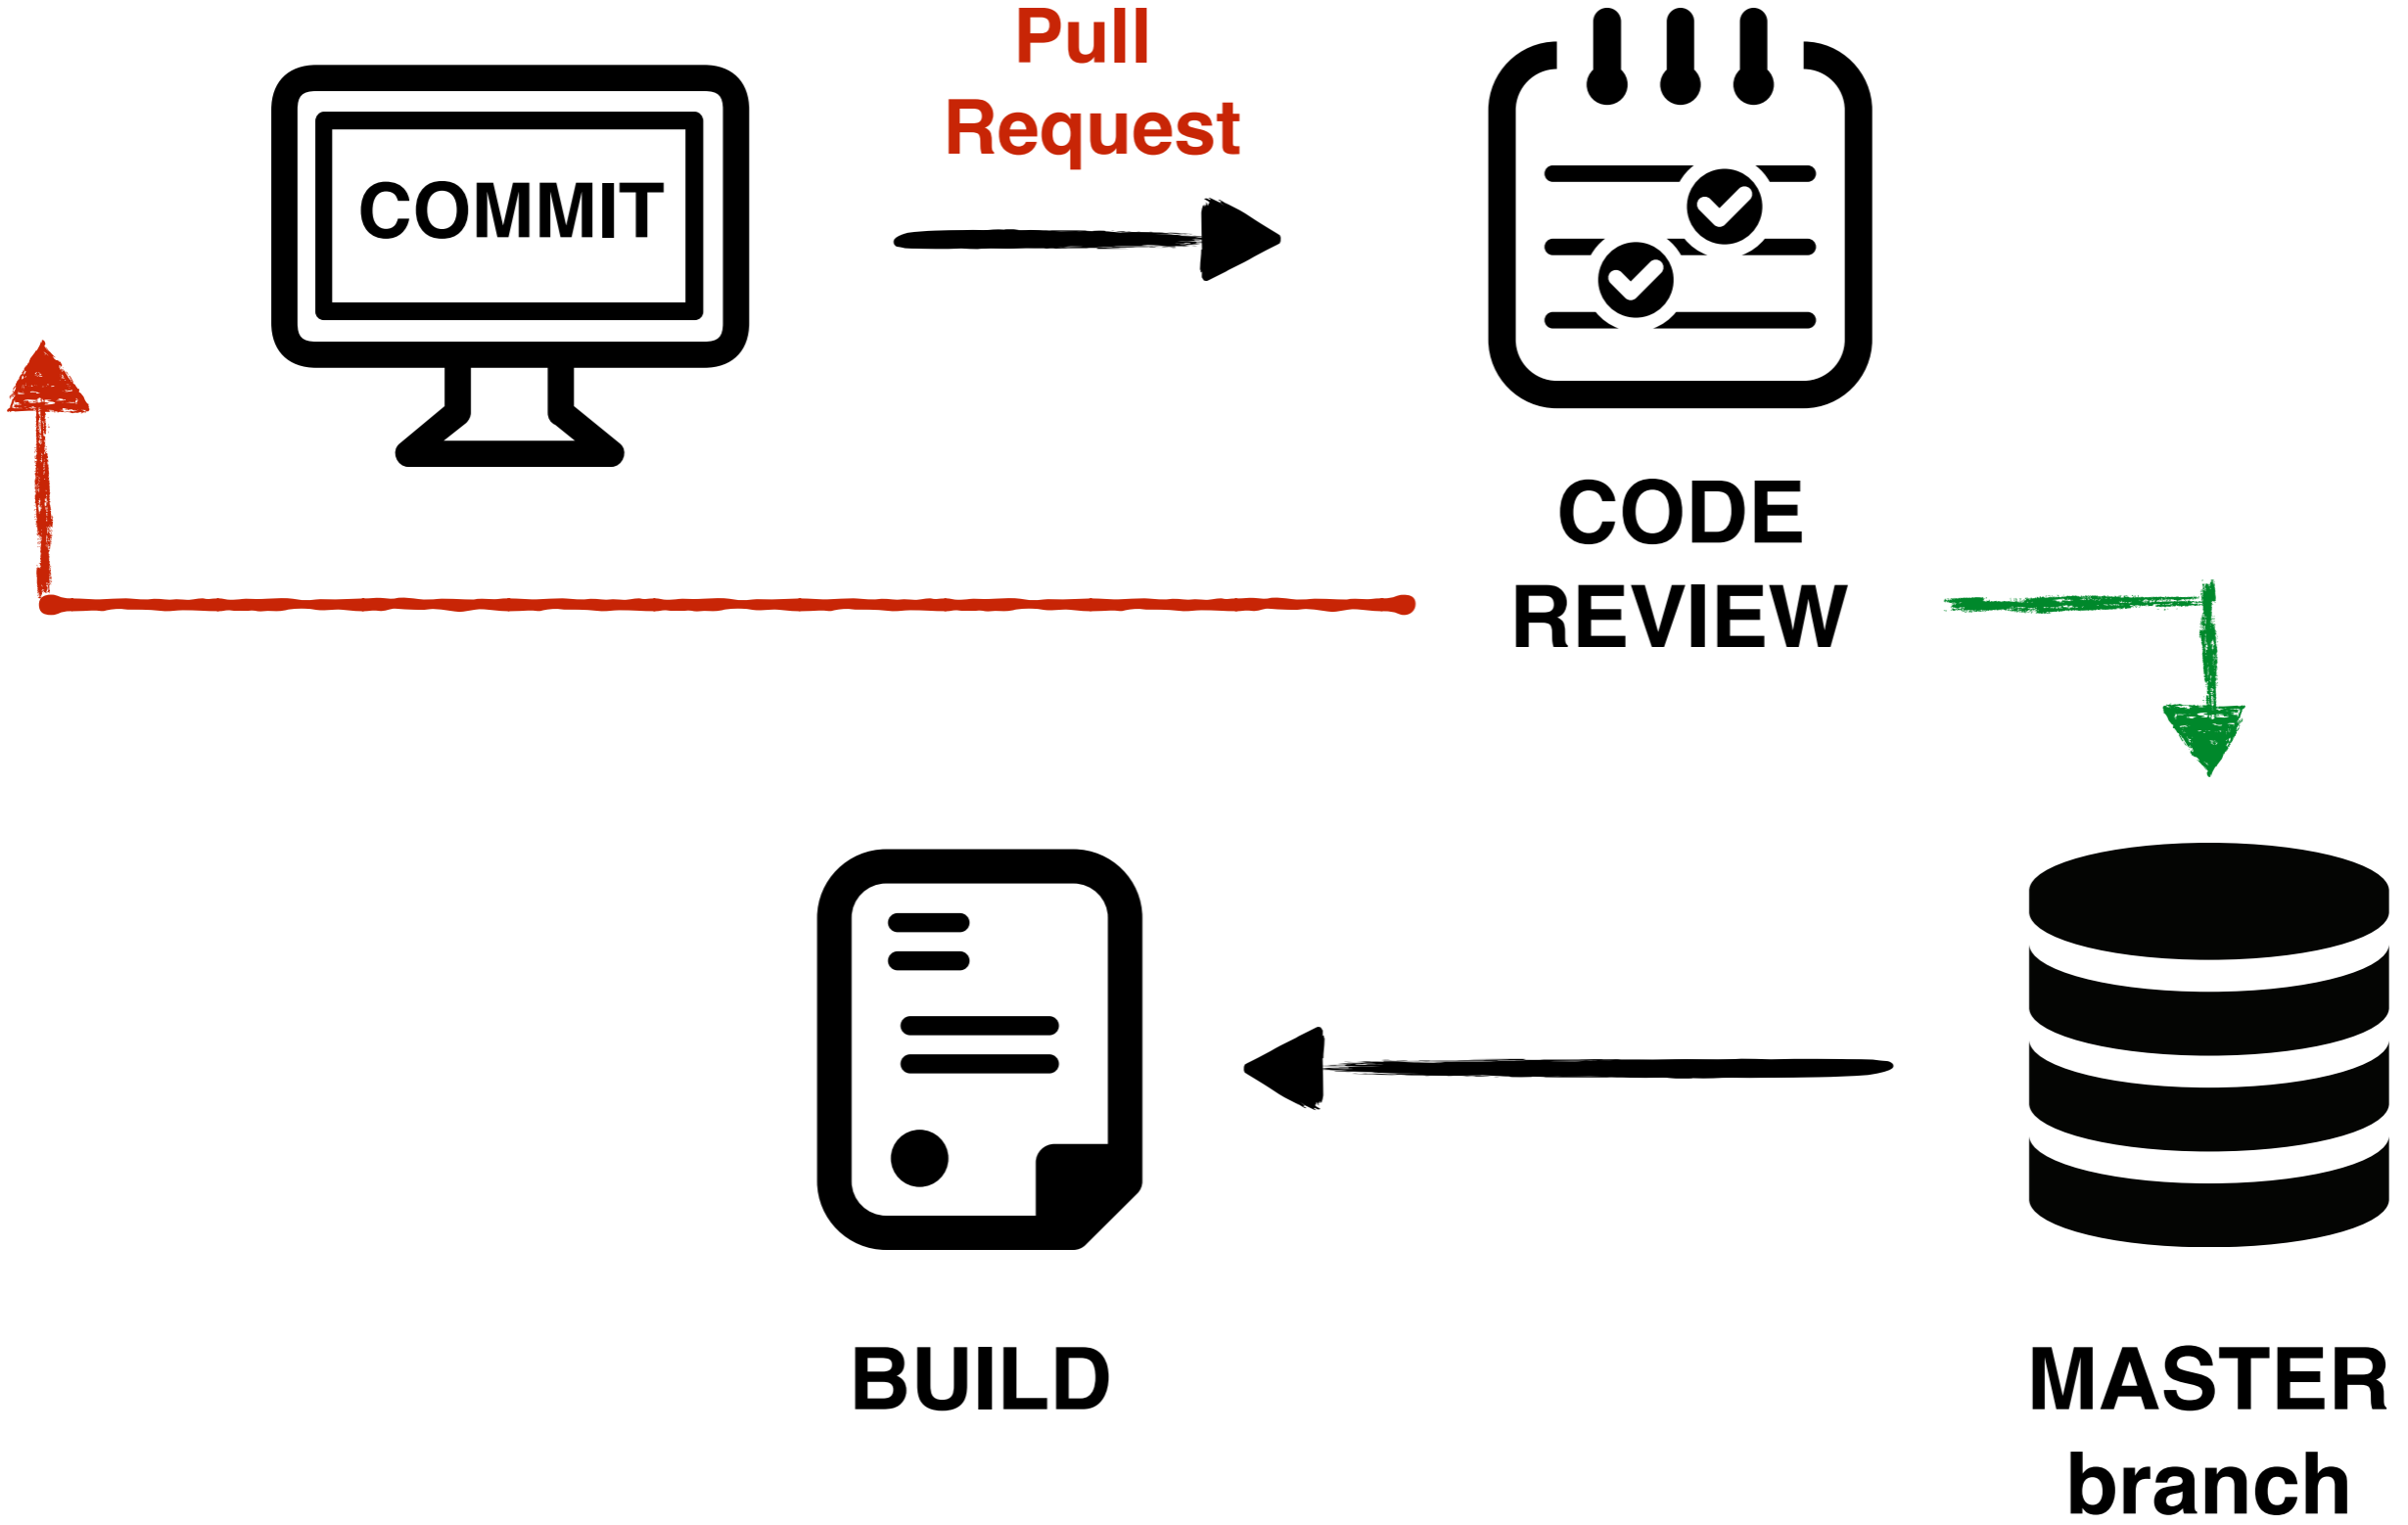 COMMIT
Pull
Request
CODE
REVIEW
BUILD
MASTER
branch